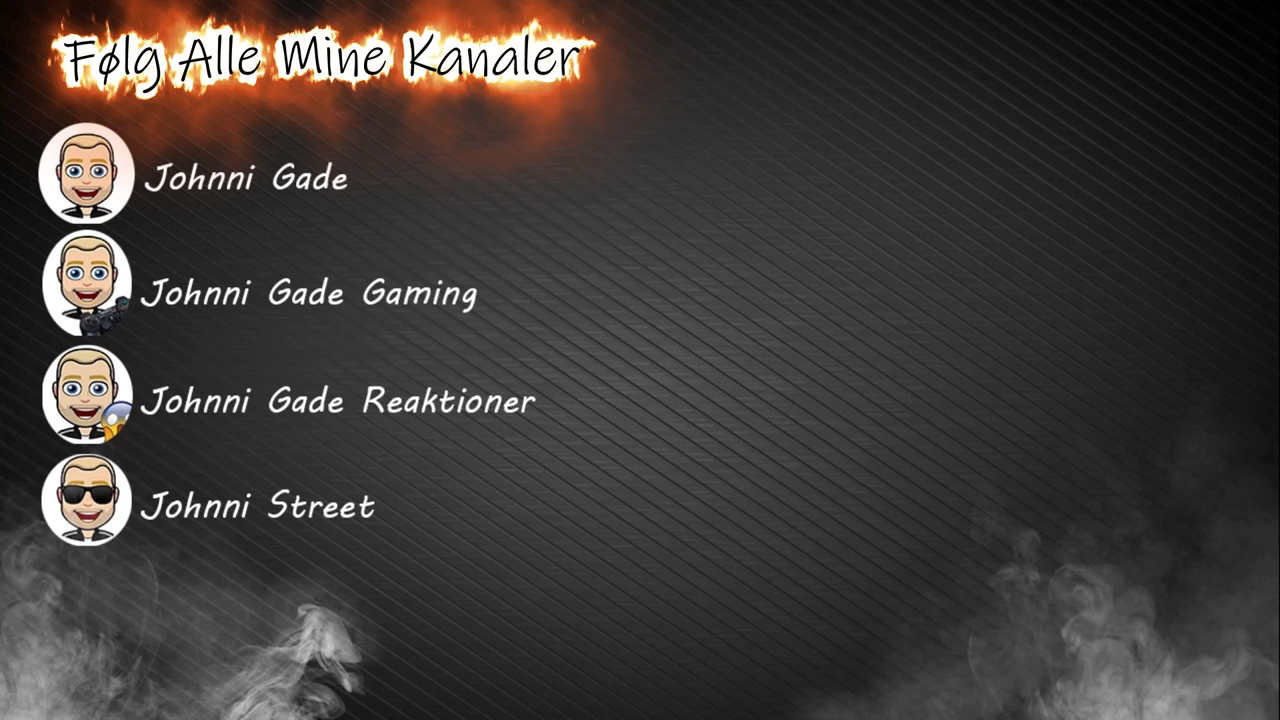 Følg Alle Mine Kanaler
Johnni Gade
Johnni Gade Gaming
Johnni Gade Reaktioner
Johnni Street